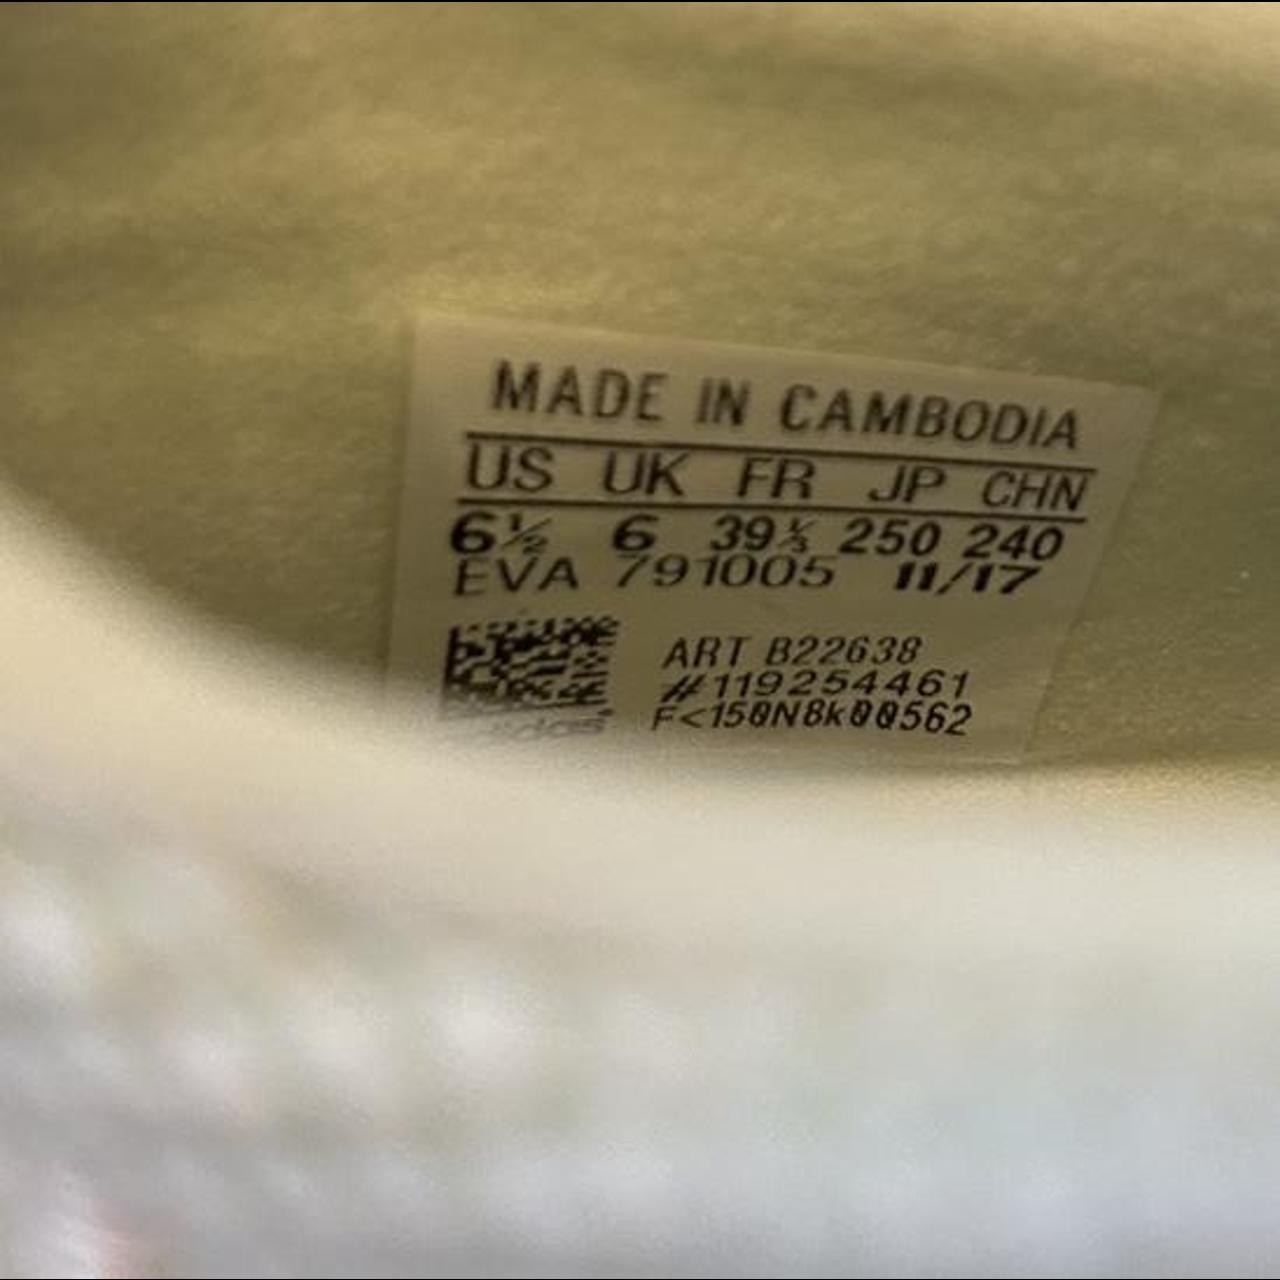 MADE IN CAMBODIA
US UK FR JP CHN
6½ 6 39⅓ 250 240
EVA 791005 11/17
ART B22638
#119254461
F<150N8k00562
adidas